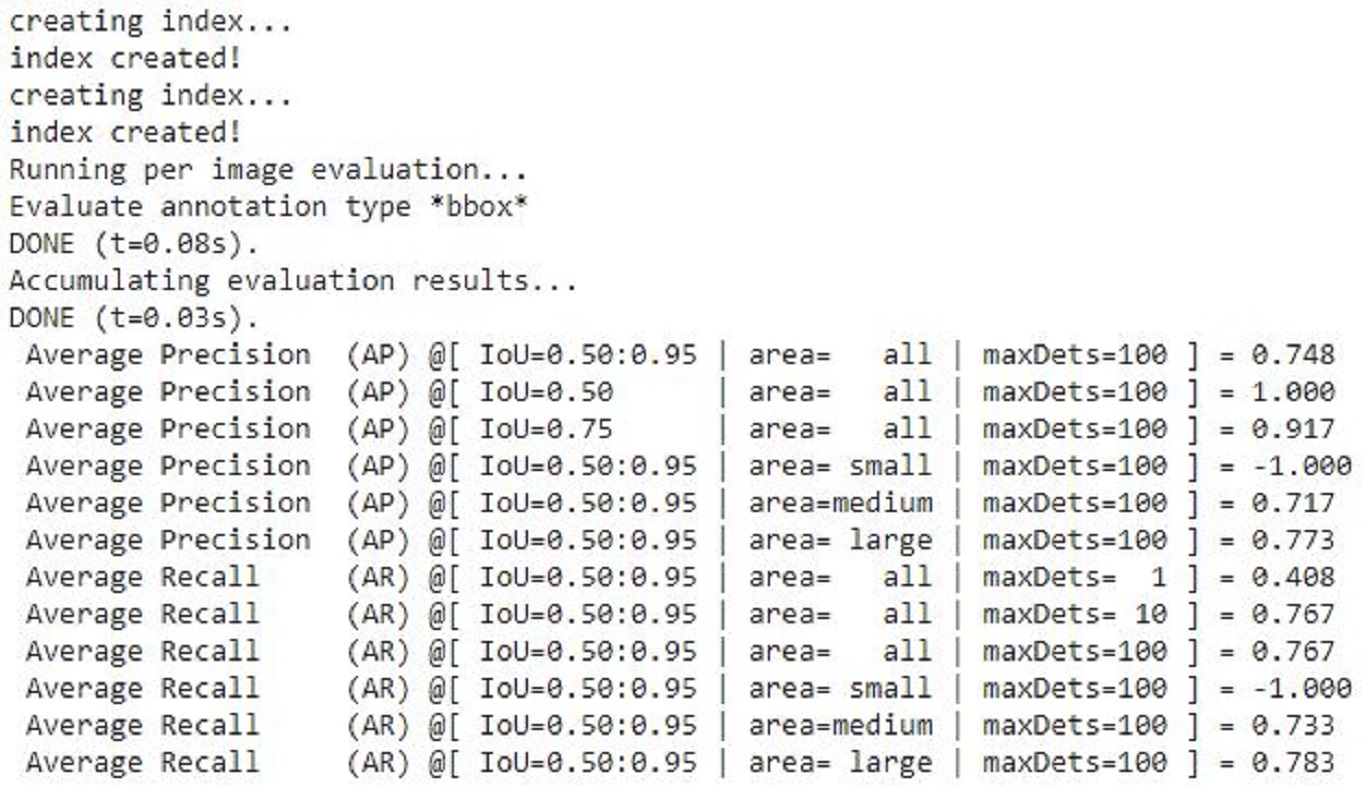 creating index...
index created!
creating index...
index created!
Running per image evaluation...
Evaluate annotation type *bbox*
DONE (t=0.08s).
Accumulating evaluation results...
DONE (t=0.03s).
 Average Precision  (AP) @[ IoU=0.50:0.95 | area=   all | maxDets=100 ] = 0.748
 Average Precision  (AP) @[ IoU=0.50      | area=   all | maxDets=100 ] = 1.000
 Average Precision  (AP) @[ IoU=0.75      | area=   all | maxDets=100 ] = 0.917
 Average Precision  (AP) @[ IoU=0.50:0.95 | area= small | maxDets=100 ] = -1.000
 Average Precision  (AP) @[ IoU=0.50:0.95 | area=medium | maxDets=100 ] = 0.717
 Average Precision  (AP) @[ IoU=0.50:0.95 | area= large | maxDets=100 ] = 0.773
 Average Recall     (AR) @[ IoU=0.50:0.95 | area=   all | maxDets=  1 ] = 0.408
 Average Recall     (AR) @[ IoU=0.50:0.95 | area=   all | maxDets= 10 ] = 0.767
 Average Recall     (AR) @[ IoU=0.50:0.95 | area=   all | maxDets=100 ] = 0.767
 Average Recall     (AR) @[ IoU=0.50:0.95 | area= small | maxDets=100 ] = -1.000
 Average Recall     (AR) @[ IoU=0.50:0.95 | area=medium | maxDets=100 ] = 0.733
 Average Recall     (AR) @[ IoU=0.50:0.95 | area= large | maxDets=100 ] = 0.783